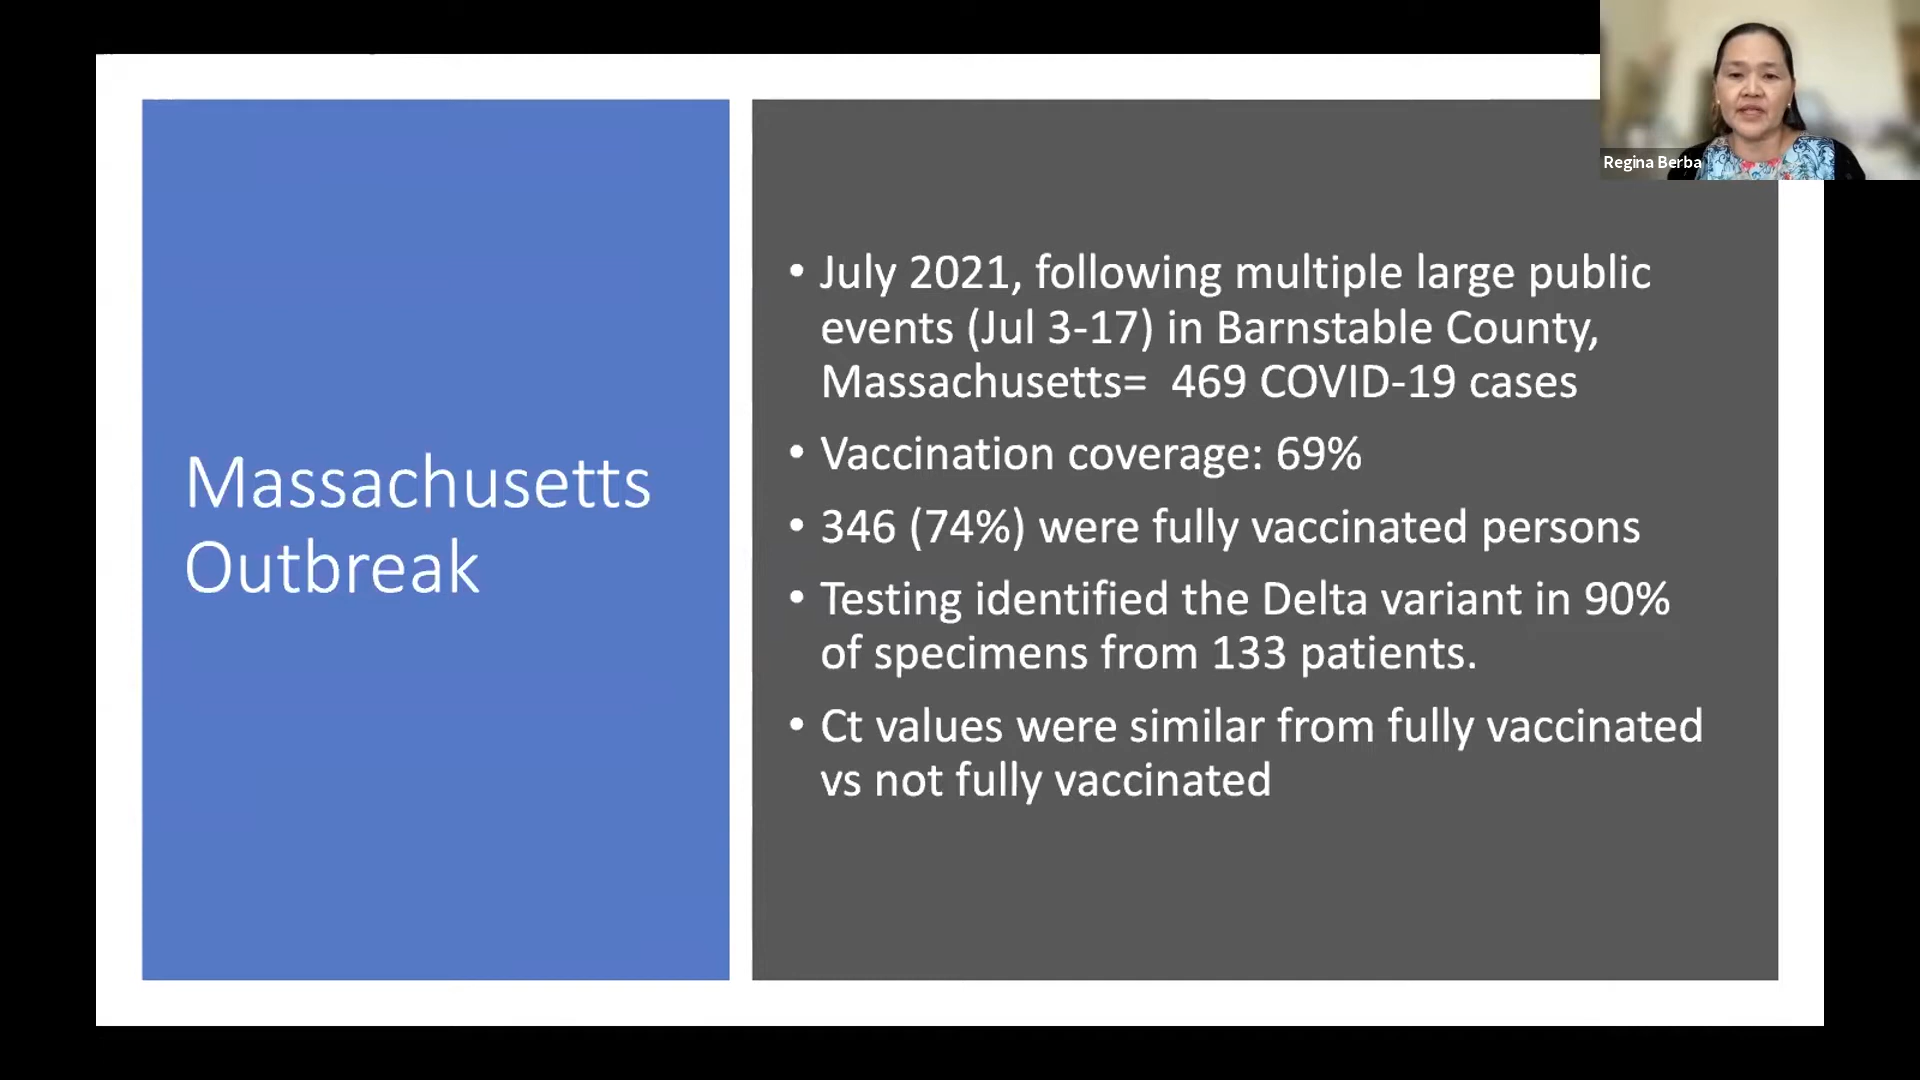 Regina Berba
Massachusetts
Outbreak
• July 2021, following multiple large public
events (Jul 3-17) in Barnstable County,
Massachusetts=  469 COVID-19 cases
• Vaccination coverage: 69%
• 346 (74%) were fully vaccinated persons
• Testing identified the Delta variant in 90%
of specimens from 133 patients.
• Ct values were similar from fully vaccinated
vs not fully vaccinated